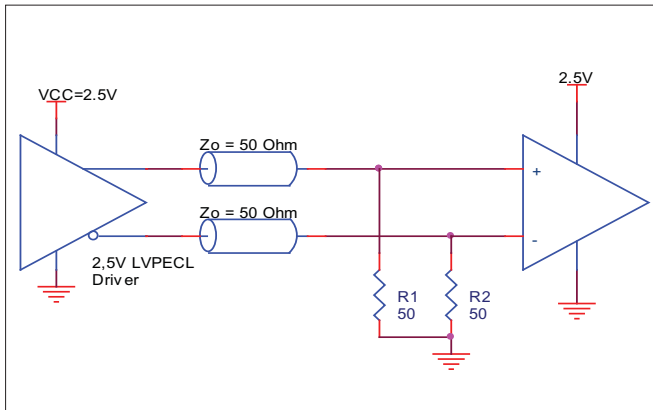 VCC=2.5V
2.5V
Zo = 50 Ohm
+
Zo = 50 Ohm
-
2,5V LVPECL
Driver
R1
50
R2
50